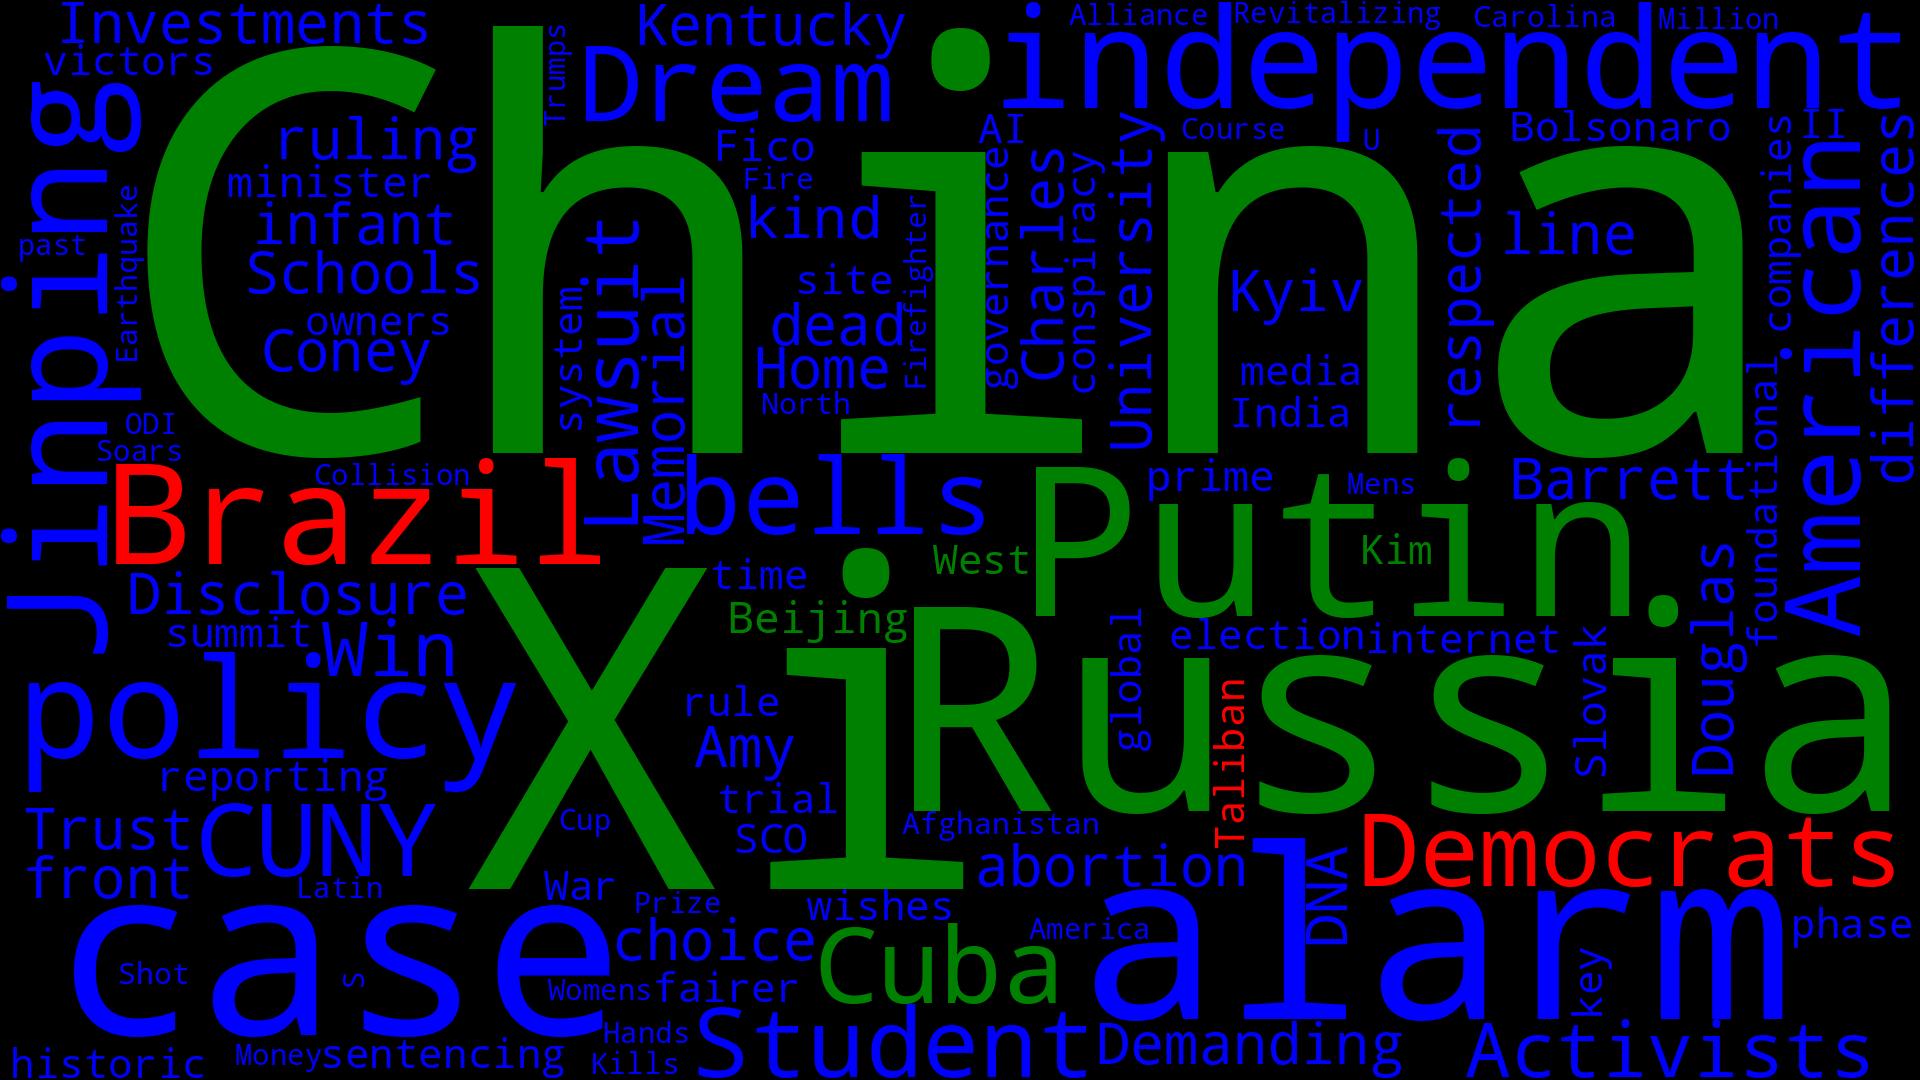 Investments
Kentucky
Alliance
Revitalizing
Carolina
Million
victors
Trumps
Dream
independent
China
Jinping
ruling
Fico
AI
Course
U
Bolsonaro
II
minister
Fire
infant
kind
past
Earthquake
Schools
Lawsuit
site
Firefighter
governance
Charles
conspiracy
University
Kyiv
respected
line
companies
American
differences
owners
Coney
system
Memorial
dead
Home
North
media
India
ODI
Soars
Collision
Brazil
bells
prime
Mens
Barrett
foundational
Putin
West
Kim
Disclosure
time
Beijing
summit
Win
Xi
Russia
global
election
internet
Slovak
Douglas
policy
rule
Amy
Taliban
reporting
trial
SCO
Trust
CUNY
Cup
Afghanistan
Democrats
front
Latin
War
abortion
DNA
case
Prize
wishes
America
alarm
phase
choice
Cuba
Shot
S
Womens
fairer
key
Hands
Student
Demanding
Activists
historic
Money
sentencing
Kills